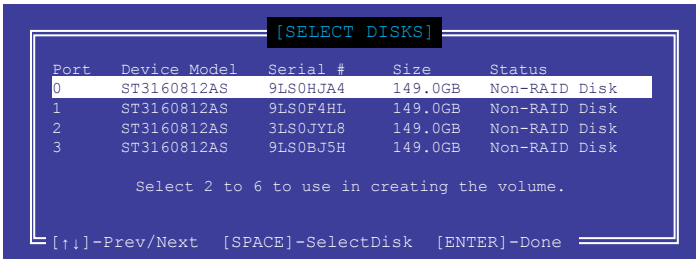 [SELECT DISKS]
Port Device Model Serial # Size Status
0 ST3160812AS 9LS0HJA4 149.0GB Non-RAID Disk
1 ST3160812AS 9LS0F4HL 149.0GB Non-RAID Disk
2 ST3160812AS 3LS0JYL8 149.0GB Non-RAID Disk
3 ST3160812AS 9LS0BJ5H 149.0GB Non-RAID Disk
Select 2 to 6 to use in creating the volume.
[↑↓]-Prev/Next [SPACE]-SelectDisk [ENTER]-Done